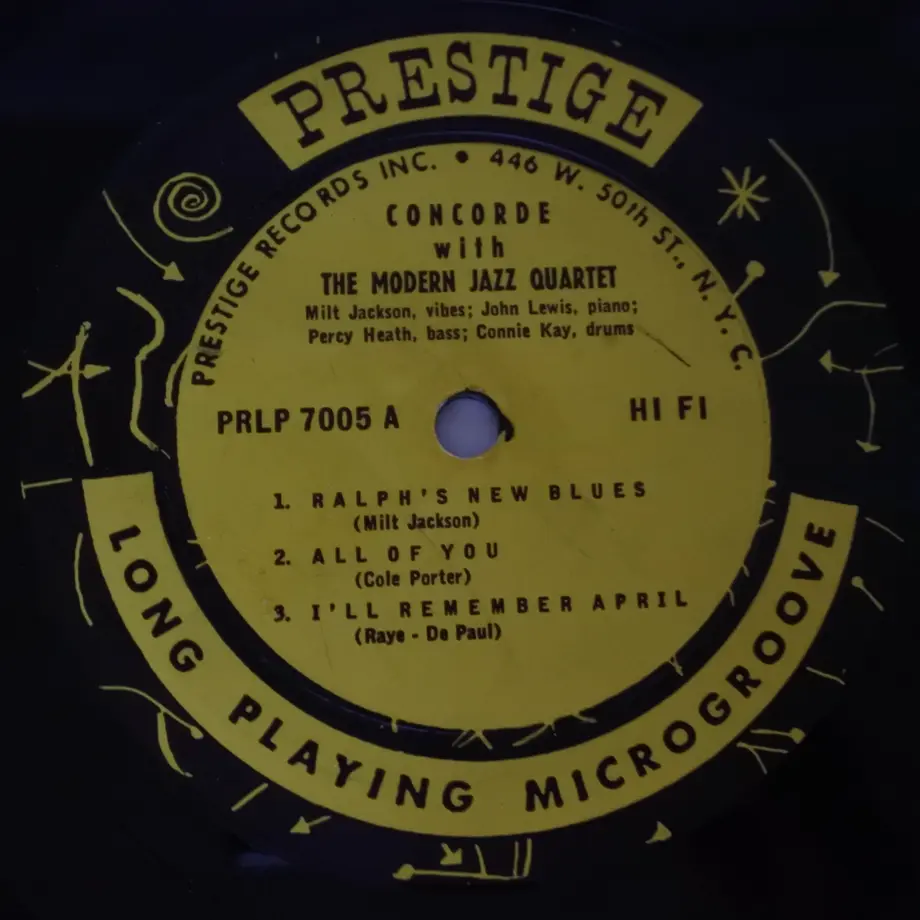 PRESTIGE
PRESTIGE RECORDS INC. • 446 W. 50th ST., N. Y. C.
CONCORDE
with
THE MODERN JAZZ QUARTET
Milt Jackson, vibes; John Lewis, piano;
Percy Heath, bass; Connie Kay, drums
PRLP 7005 A
HI FI
1. RALPH'S NEW BLUES
(Milt Jackson)
2. ALL OF YOU
(Cole Porter)
3. I'LL REMEMBER APRIL
(Raye - De Paul)
LONG PLAYING MICROGROOVE